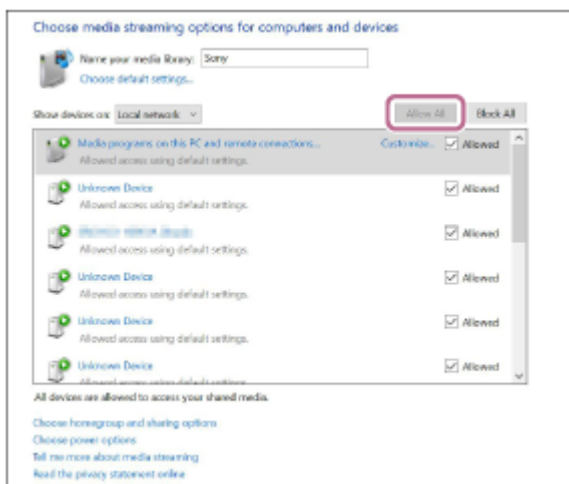 Choose media streaming options for computers and devices
Name your media library: Sony
Choose default settings...
Show devices on: Local network
Allow All
Block All
Media programs on this PC and remote connections...
Customize...
Allowed
Allowed access using default settings.
Unknown Device
Allowed
Allowed access using default settings.
Allowed
Allowed access using default settings.
Unknown Device
Allowed
Allowed access using default settings.
Unknown Device
Allowed
Allowed access using default settings.
Unknown Device
Allowed
Allowed access using default settings.
All devices are allowed to access your shared media.
Choose homegroup and sharing options
Choose power options
Tell me more about media streaming
Read the privacy statement online